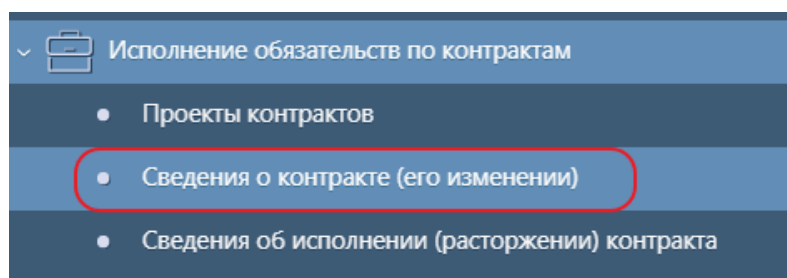 Исполнение обязательств по контрактам
Проекты контрактов
Сведения о контракте (его изменении)
Сведения об исполнении (расторжении) контракта